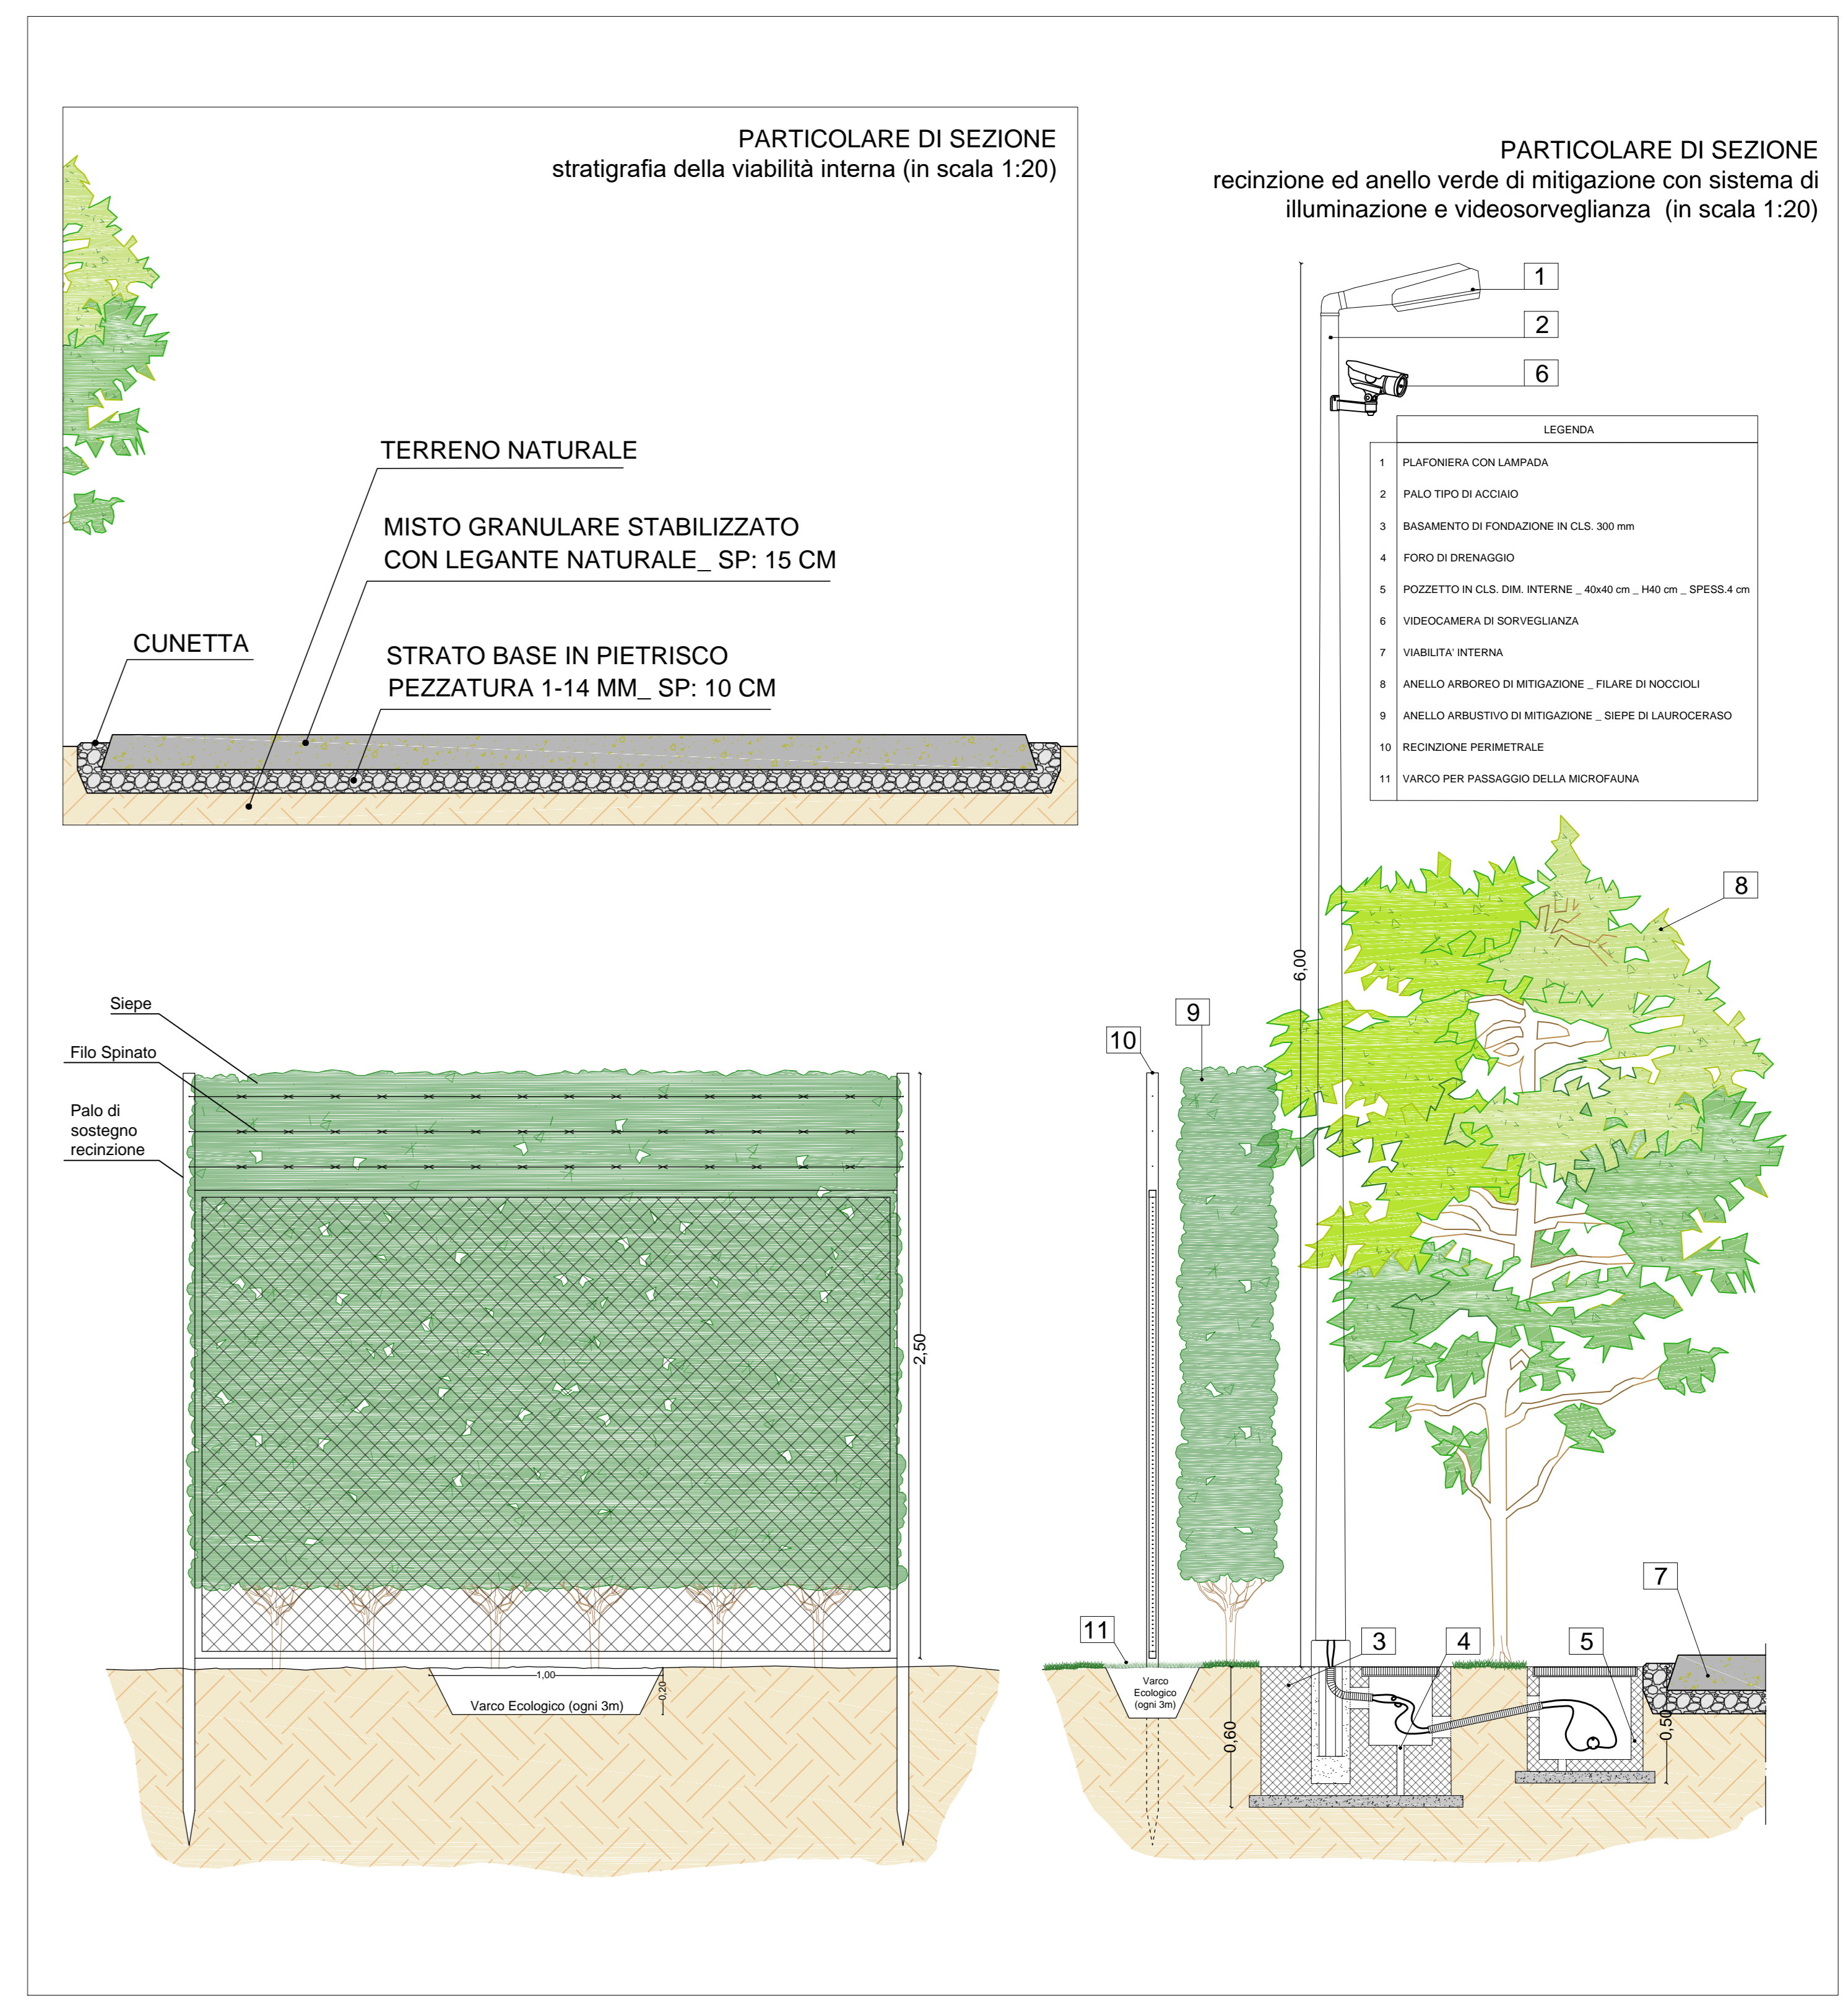 PARTICOLARE DI SEZIONE
stratigrafia della viabilità interna (in scala 1:20)
TERRENO NATURALE
MISTO GRANULARE STABILIZZATO
CON LEGANTE NATURALE_ SP: 15 CM
CUNETTA
STRATO BASE IN PIETRISCO
PEZZATURA 1-14 MM_ SP: 10 CM
PARTICOLARE DI SEZIONE
recinzione ed anello verde di mitigazione con sistema di
illuminazione e videosorveglianza (in scala 1:20)
1
2
6
LEGENDA
1 PLAFONIERA CON LAMPADA
2 PALO TIPO DI ACCIAIO
3 BASAMENTO DI FONDAZIONE IN CLS. 300 mm
4 FORO DI DRENAGGIO
5 POZZETTO IN CLS. DIM. INTERNE _ 40x40 cm _ H40 cm _ SPESS.4 cm
6 VIDEOCAMERA DI SORVEGLIANZA
7 VIABILITA' INTERNA
8 ANELLO ARBOREO DI MITIGAZIONE _ FILARE DI NOCCIOLI
9 ANELLO ARBUSTIVO DI MITIGAZIONE _ SIEPE DI LAUROCERASO
10 RECINZIONE PERIMETRALE
11 VARCO PER PASSAGGIO DELLA MICROFAUNA
8
6,00
9
10
Siepe
Filo Spinato
Palo di
sostegno
recinzione
2,50
1,00
0,20
Varco Ecologico (ogni 3m)
7
11
3
4
5
Varco
Ecologico
(ogni 3m)
0,60
0,50